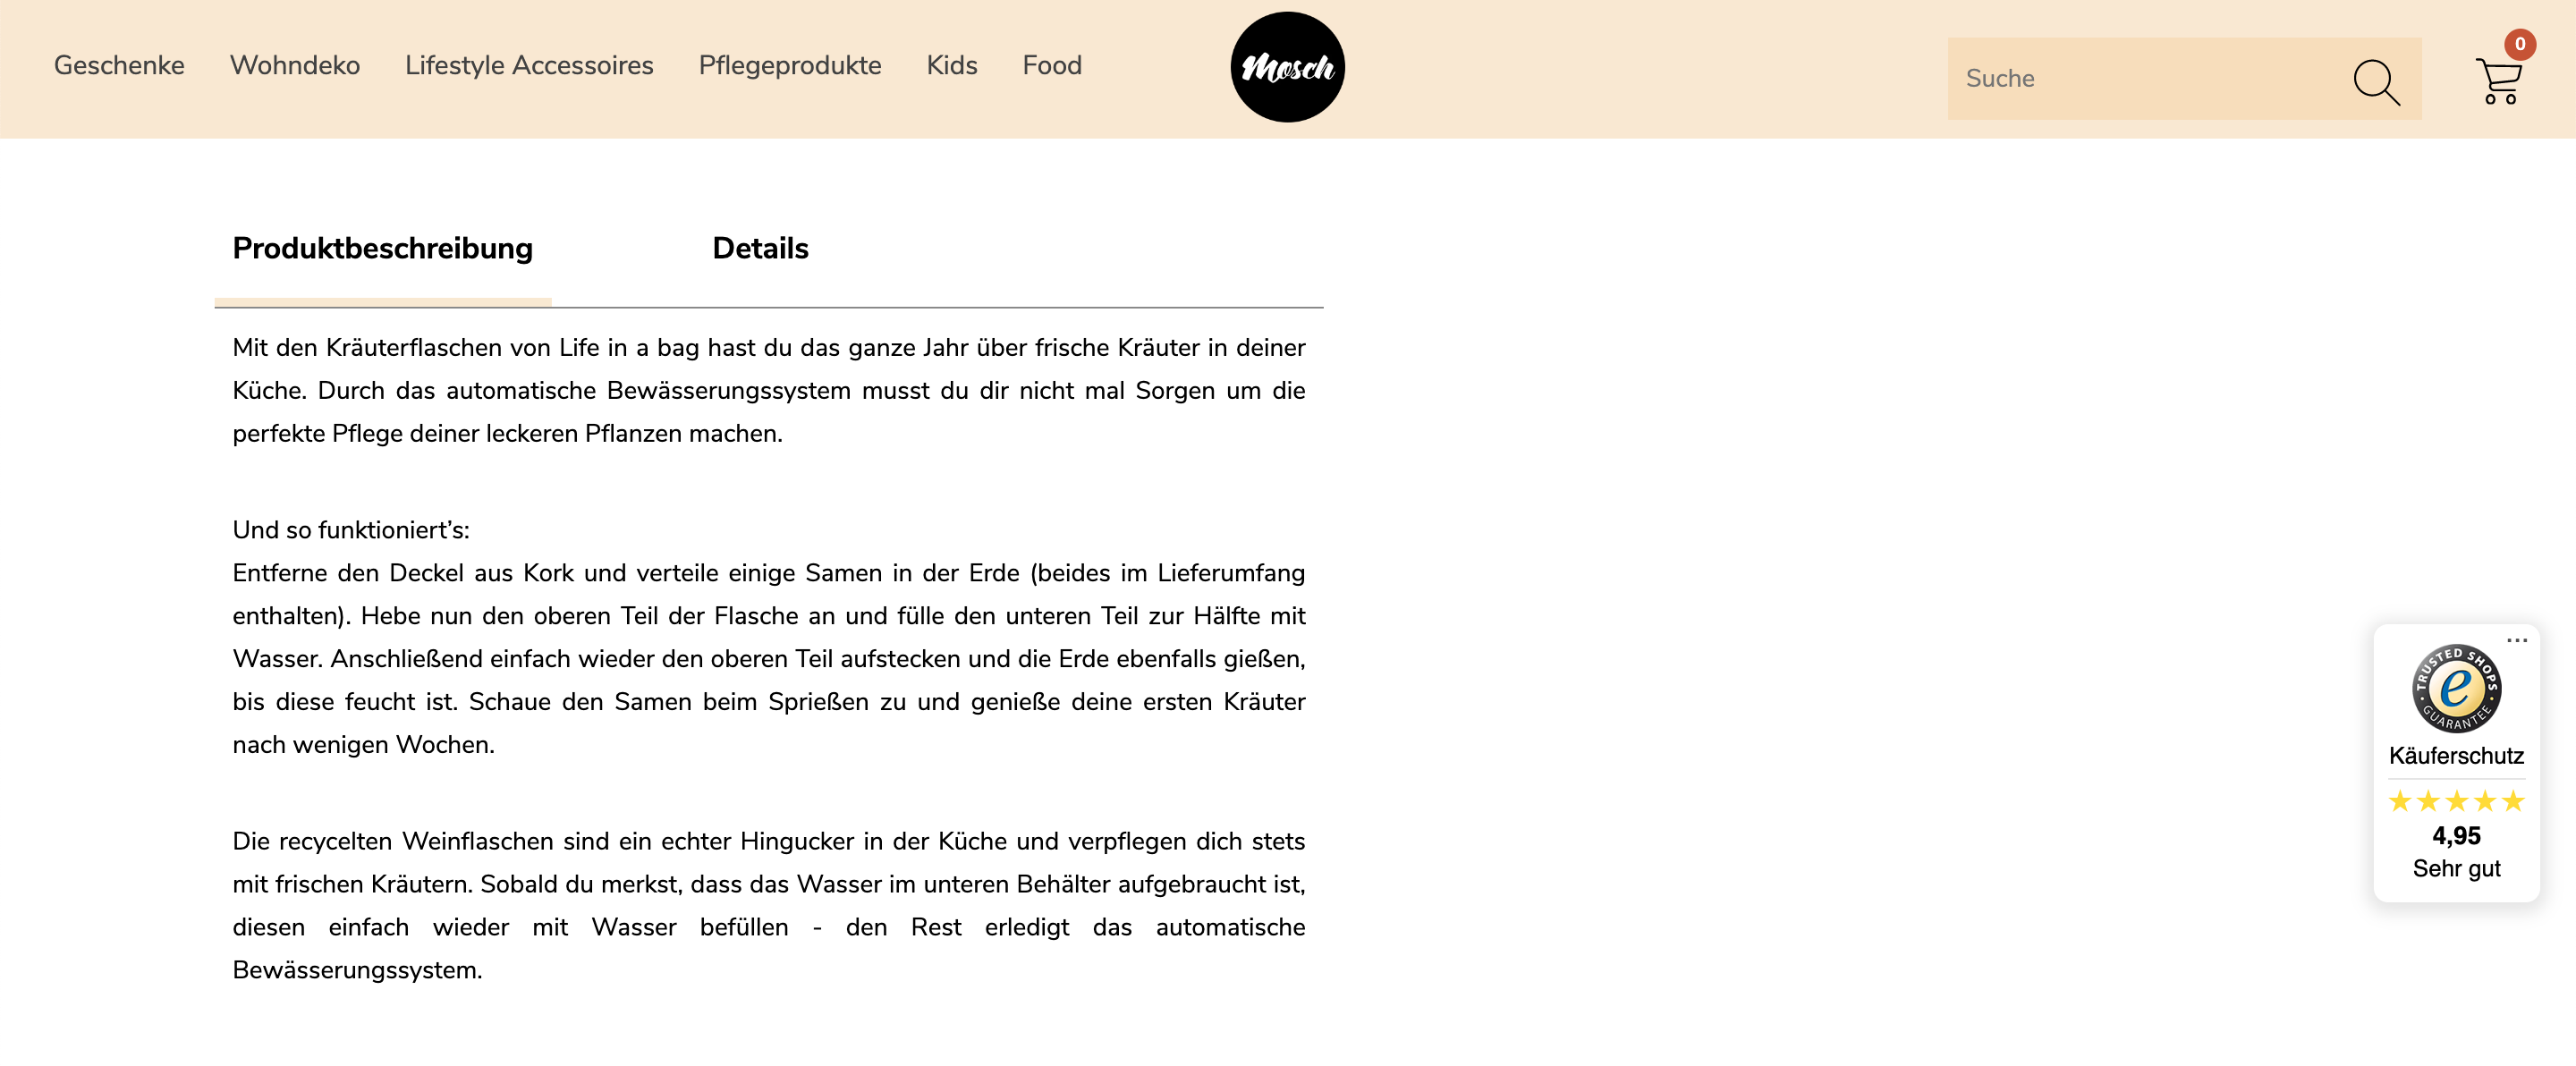 Geschenke Wohndeko Lifestyle Accessoires Pflegeprodukte Kids Food
Mosch
Suche
0
Produktbeschreibung Details
Mit den Kräuterflaschen von Life in a bag hast du das ganze Jahr über frische Kräuter in deiner
Küche. Durch das automatische Bewässerungssystem musst du dir nicht mal Sorgen um die
perfekte Pflege deiner leckeren Pflanzen machen.
Und so funktioniert’s:
Entferne den Deckel aus Kork und verteile einige Samen in der Erde (beides im Lieferumfang
enthalten). Hebe nun den oberen Teil der Flasche an und fülle den unteren Teil zur Hälfte mit
Wasser. Anschließend einfach wieder den oberen Teil aufstecken und die Erde ebenfalls gießen,
bis diese feucht ist. Schaue den Samen beim Sprießen zu und genieße deine ersten Kräuter
nach wenigen Wochen.
Die recycelten Weinflaschen sind ein echter Hingucker in der Küche und verpflegen dich stets
mit frischen Kräutern. Sobald du merkst, dass das Wasser im unteren Behälter aufgebraucht ist,
diesen einfach wieder mit Wasser befüllen - den Rest erledigt das automatische
Bewässerungssystem.
TRUSTED SHOPS
e
GUARANTEE
Käuferschutz
4,95
Sehr gut